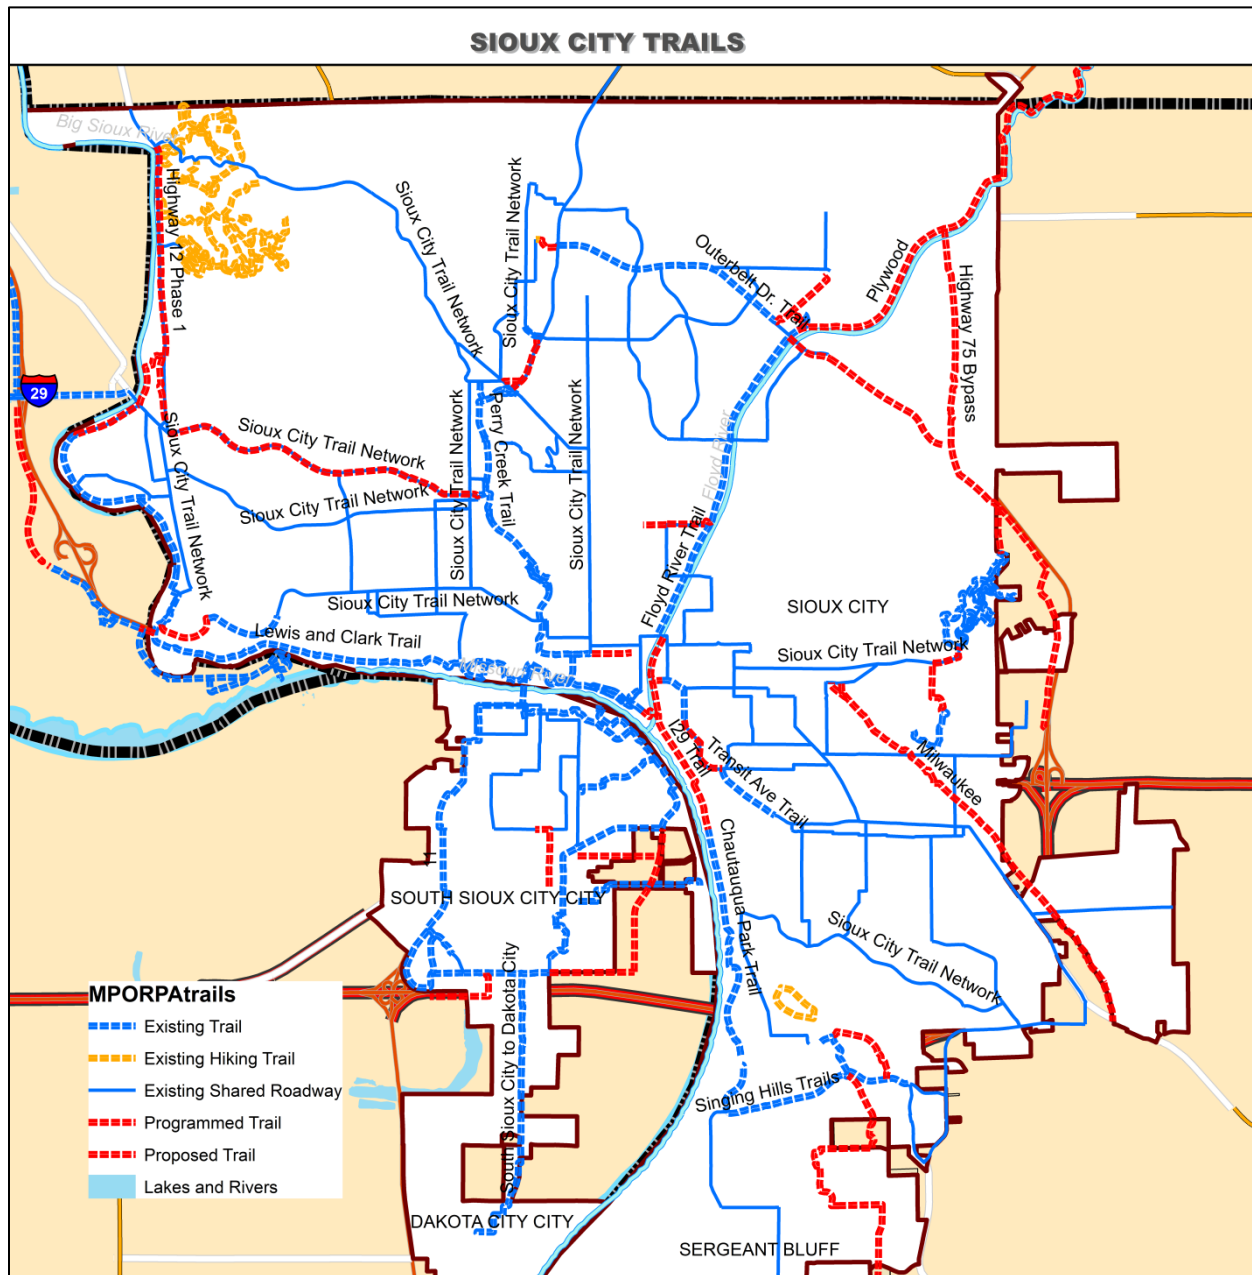 SIOUX CITY TRAILS
Big Sioux River
Highway 12 Phase 1
Sioux City Trail Network
Sioux City Trail Network
Outerbelt Dr. Trail
Plywood
Highway 75 Bypass
29
Sioux City Trail Network
Sioux City Trail Network
Sioux City Trail Network
Perry Creek Trail
Sioux City Trail Network
Floyd River
Sioux City Trail Network
Sioux City Trail Network
Floyd River Trail
SIOUX CITY
Sioux City Trail Network
Lewis and Clark Trail
Missouri River
Sioux City Trail Network
I29 Trail
Transit Ave Trail
Milwaukee
Chautauqua Park Trail
11
SOUTH SIOUX CITY CITY
Sioux City Trail Network
South Sioux City to Dakota City
Singing Hills Trails
MPORPAtrails
Existing Trail
Existing Hiking Trail
Existing Shared Roadway
Programmed Trail
Proposed Trail
Lakes and Rivers
DAKOTA CITY CITY
SERGEANT BLUFF